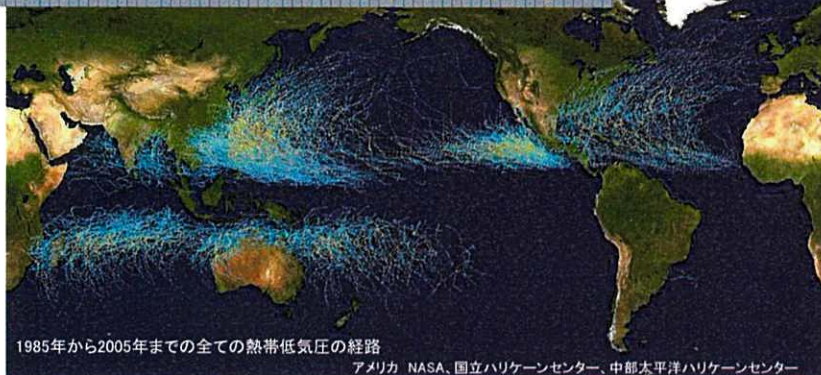 1985年から2005年までの全ての熱帯低気圧の経路
アメリカ NASA、国立ハリケーンセンター、中部太平洋ハリケーンセンター